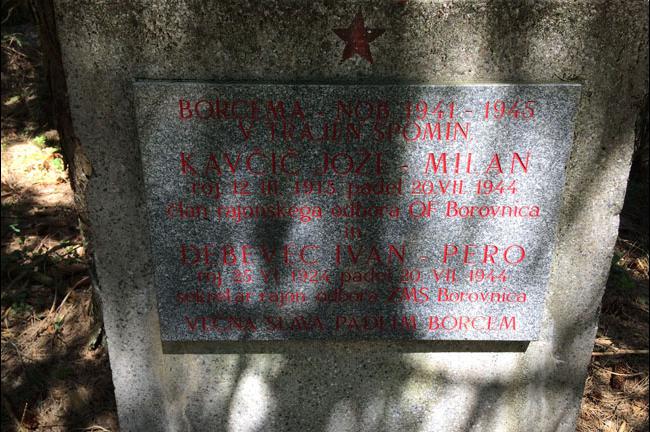 BORCEMA - NOB 1941 - 1945
V TRAJEN SPOMIN
KAVČIČ JOŽE - MILAN
roj. 12. III. 1913 padel 20. VII. 1944
član rajonskega odbora OF Borovnica
in
DEBEVEC IVAN - PERO
roj. 25. VI. 1924 padel 20. VII. 1944
sekretar rajon. odbora ZMS Borovnica
VEČNA SLAVA PADLIM BORCEM